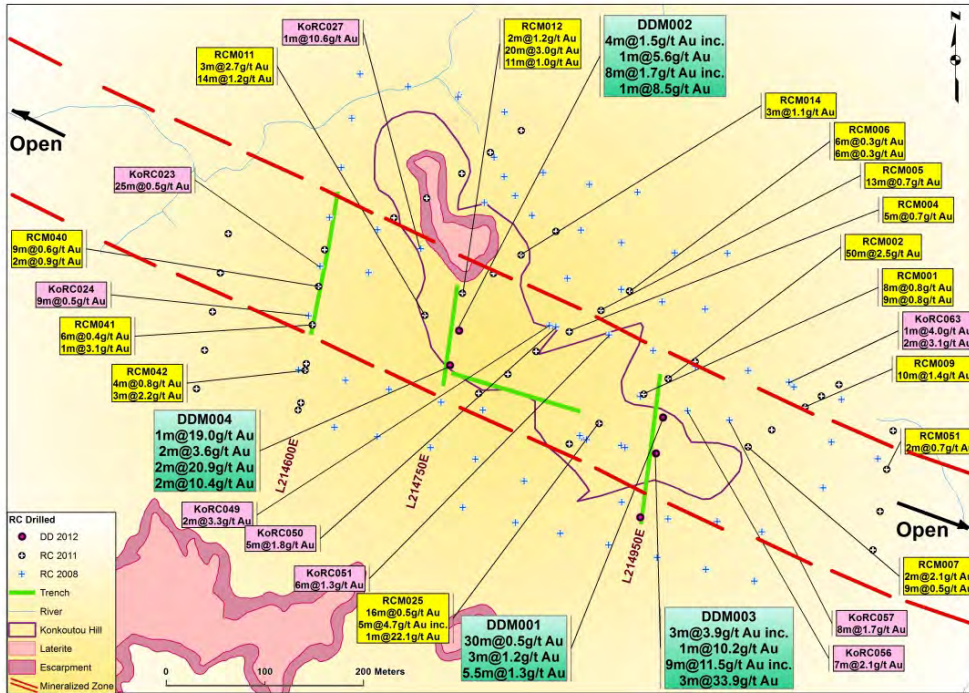 KoRC027
1m@10.6g/t Au
RCM012
2m@1.2g/t Au
20m@3.0g/t Au
11m@1.0g/t Au
DDM002
4m@1.5g/t Au inc.
1m@5.6g/t Au
8m@1.7g/t Au inc.
1m@8.5g/t Au
z
RCM011
3m@2.7g/t Au
14m@1.2g/t Au
RCM014
3m@1.1g/t Au
Open
RCM006
6m@0.3g/t Au
6m@0.3g/t Au
KoRC023
25m@0.5g/t Au
RCM005
13m@0.7g/t Au
RCM004
5m@0.7g/t Au
RCM040
9m@0.6g/t Au
2m@0.9g/t Au
RCM002
50m@2.5g/t Au
RCM001
8m@0.8g/t Au
9m@0.8g/t Au
KoRC024
9m@0.5g/t Au
KoRC063
1m@4.0g/t Au
2m@3.1g/t Au
RCM041
6m@0.4g/t Au
1m@3.1g/t Au
RCM009
10m@1.4g/t Au
RCM042
4m@0.8g/t Au
3m@2.2g/t Au
DDM004
1m@19.0g/t Au
2m@3.6g/t Au
2m@20.9g/t Au
2m@10.4g/t Au
L214600E
L214750E
L214950E
RCM051
2m@0.7g/t Au
KoRC049
2m@3.3g/t Au
KoRC050
5m@1.8g/t Au
Open
KoRC051
6m@1.3g/t Au
RCM007
2m@2.1g/t Au
9m@0.5g/t Au
RCM025
16m@0.5g/t Au
5m@4.7g/t Au inc.
1m@22.1g/t Au
DDM001
30m@0.5g/t Au
3m@1.2g/t Au
5.5m@1.3g/t Au
DDM003
3m@3.9g/t Au inc.
1m@10.2g/t Au
9m@11.5g/t Au inc.
3m@33.9g/t Au
KoRC057
8m@1.7g/t Au
KoRC056
7m@2.1g/t Au
RC Drilled
DD 2012
RC 2011
RC 2008
Trench
River
Konkoutou Hill
Laterite
Escarpment
Mineralized Zone
0 100 200 Meters